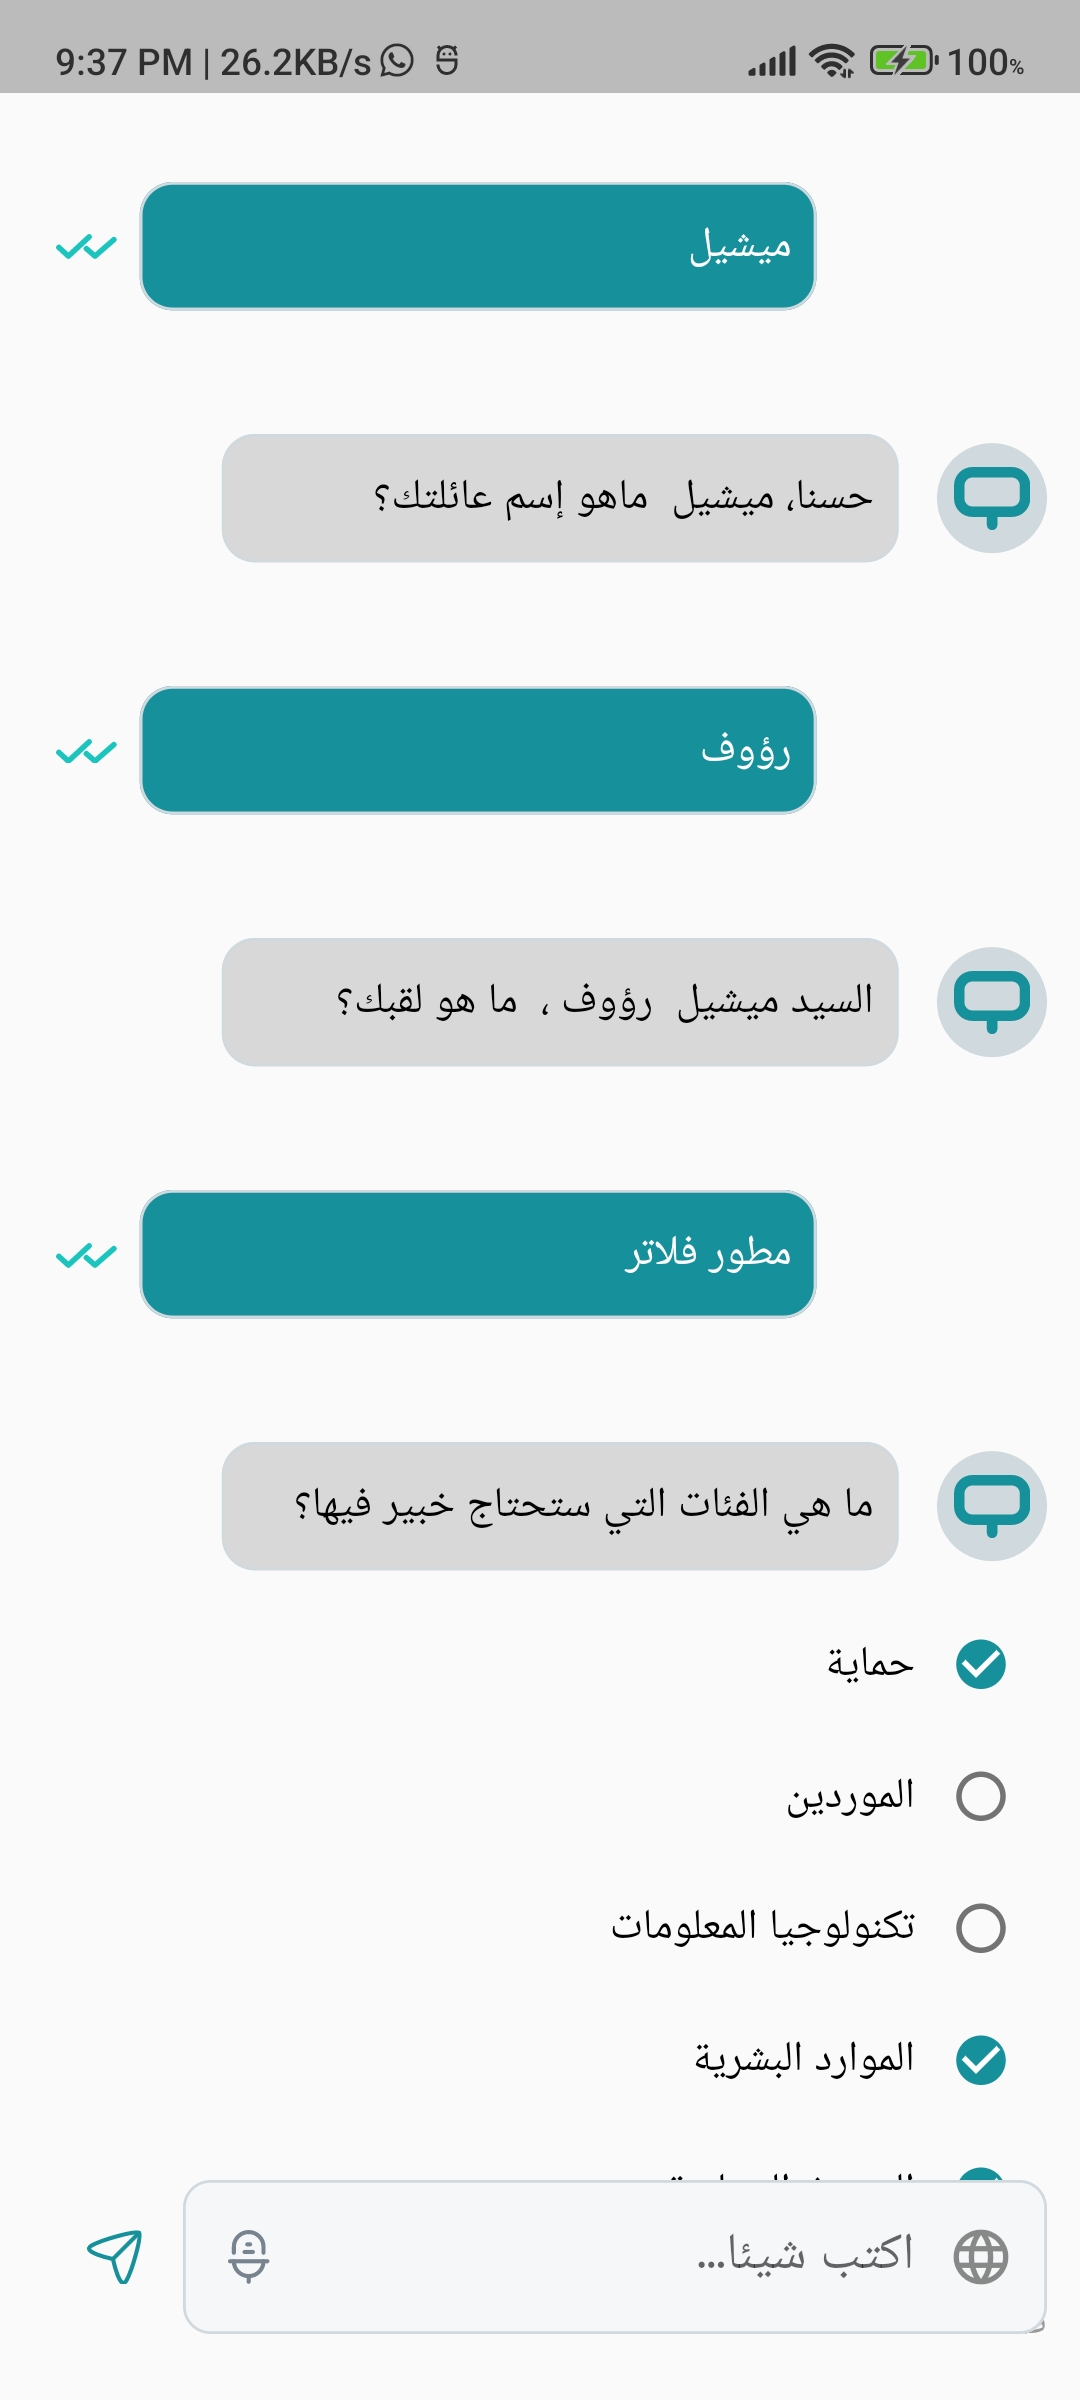 9:37 PM | 26.2KB/s 100%
ميشيل
حسنا، ميشيل  ماهو إسم عائلتك؟
رؤوف
السيد ميشيل  رؤوف ،  ما هو لقبك؟
مطور فلاتر
ما هي الفئات التي ستحتاج خبير فيها؟
حماية
الموردين
تكنولوجيا المعلومات
الموارد البشرية
اكتب شيئا...